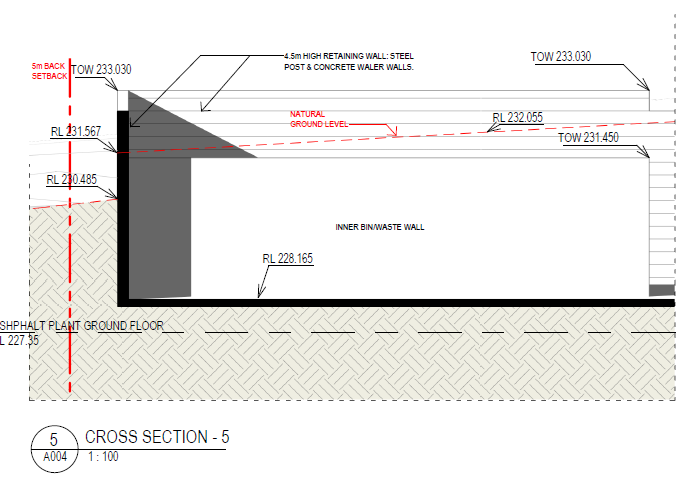 4.5m HIGH RETAINING WALL: STEEL
POST & CONCRETE WALER WALLS.
TOW 233.030
5m BACK
SETBACK
TOW 233.030
NATURAL
GROUND LEVEL
RL 232.055
RL 231.567
TOW 231.450
RL 230.485
INNER BIN/WASTE WALL
RL 228.165
SHPHALT PLANT GROUND FLOOR
L 227.35
5
A004
CROSS SECTION - 5
1 : 100